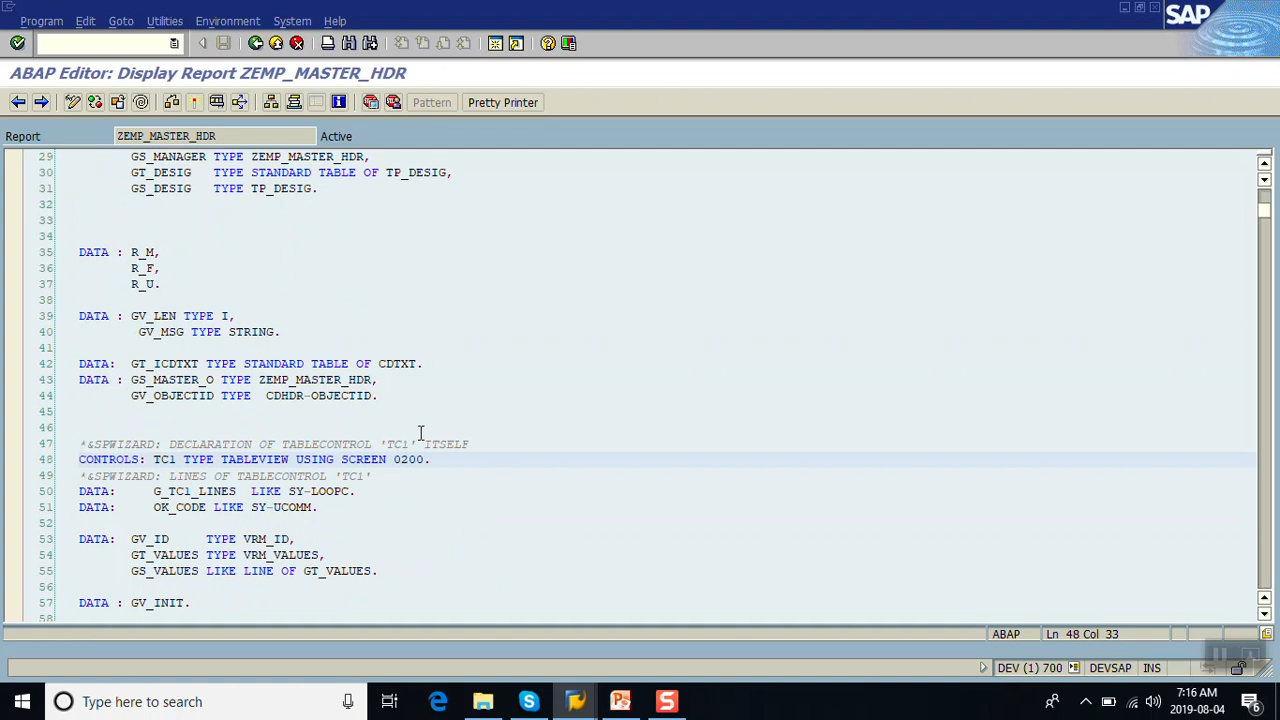 Program Edit Goto Utilities Environment System Help
SAP
ABAP Editor: Display Report ZEMP_MASTER_HDR
Pattern Pretty Printer
Report ZEMP_MASTER_HDR Active
29 GS_MANAGER TYPE ZEMP_MASTER_HDR,
30 GT_DESIG TYPE STANDARD TABLE OF TP_DESIG,
31 GS_DESIG TYPE TP_DESIG.
32
33
34
35 DATA : R_M,
36 R_F,
37 R_U.
38
39 DATA : GV_LEN TYPE I,
40 GV_MSG TYPE STRING.
41
42 DATA: GT_ICDTXT TYPE STANDARD TABLE OF CDTXT.
43 DATA : GS_MASTER_O TYPE ZEMP_MASTER_HDR,
44 GV_OBJECTID TYPE CDHDR-OBJECTID.
45
46
47 *&SPWIZARD: DECLARATION OF TABLECONTROL 'TC1' ITSELF
48 CONTROLS: TC1 TYPE TABLEVIEW USING SCREEN 0200.
49 *&SPWIZARD: LINES OF TABLECONTROL 'TC1'
50 DATA: G_TC1_LINES LIKE SY-LOOPC.
51 DATA: OK_CODE LIKE SY-UCOMM.
52
53 DATA: GV_ID TYPE VRM_ID,
54 GT_VALUES TYPE VRM_VALUES,
55 GS_VALUES LIKE LINE OF GT_VALUES.
56
57 DATA : GV_INIT.
58
ABAP Ln 48 Col 33
DEV (1) 700 DEVSAP INS
Type here to search
7:16 AM
2019-08-04
6